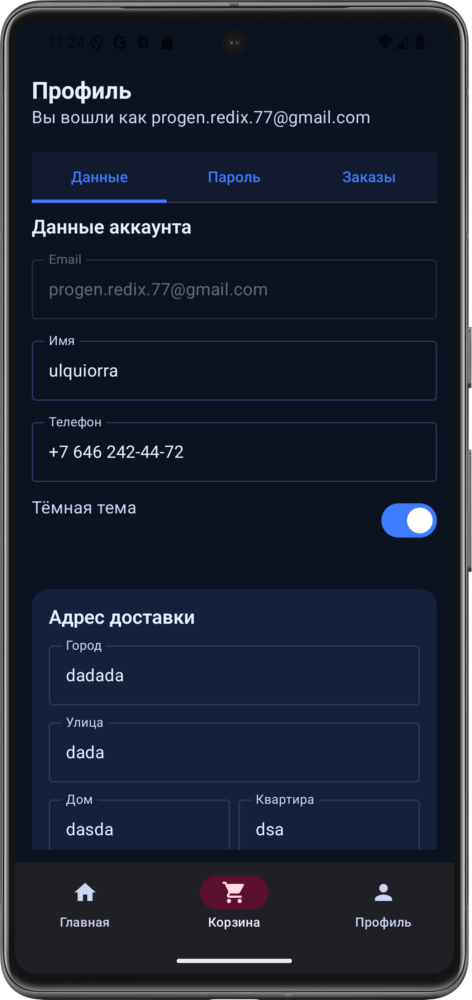 11:24
Профиль
Вы вошли как progen.redix.77@gmail.com
Данные Пароль Заказы
Данные аккаунта
Email
progen.redix.77@gmail.com
Имя
ulquiorra
Телефон
+7 646 242-44-72
Тёмная тема
Адрес доставки
Город
dadada
Улица
dada
Дом Квартира
dasda dsa
Главная Корзина Профиль